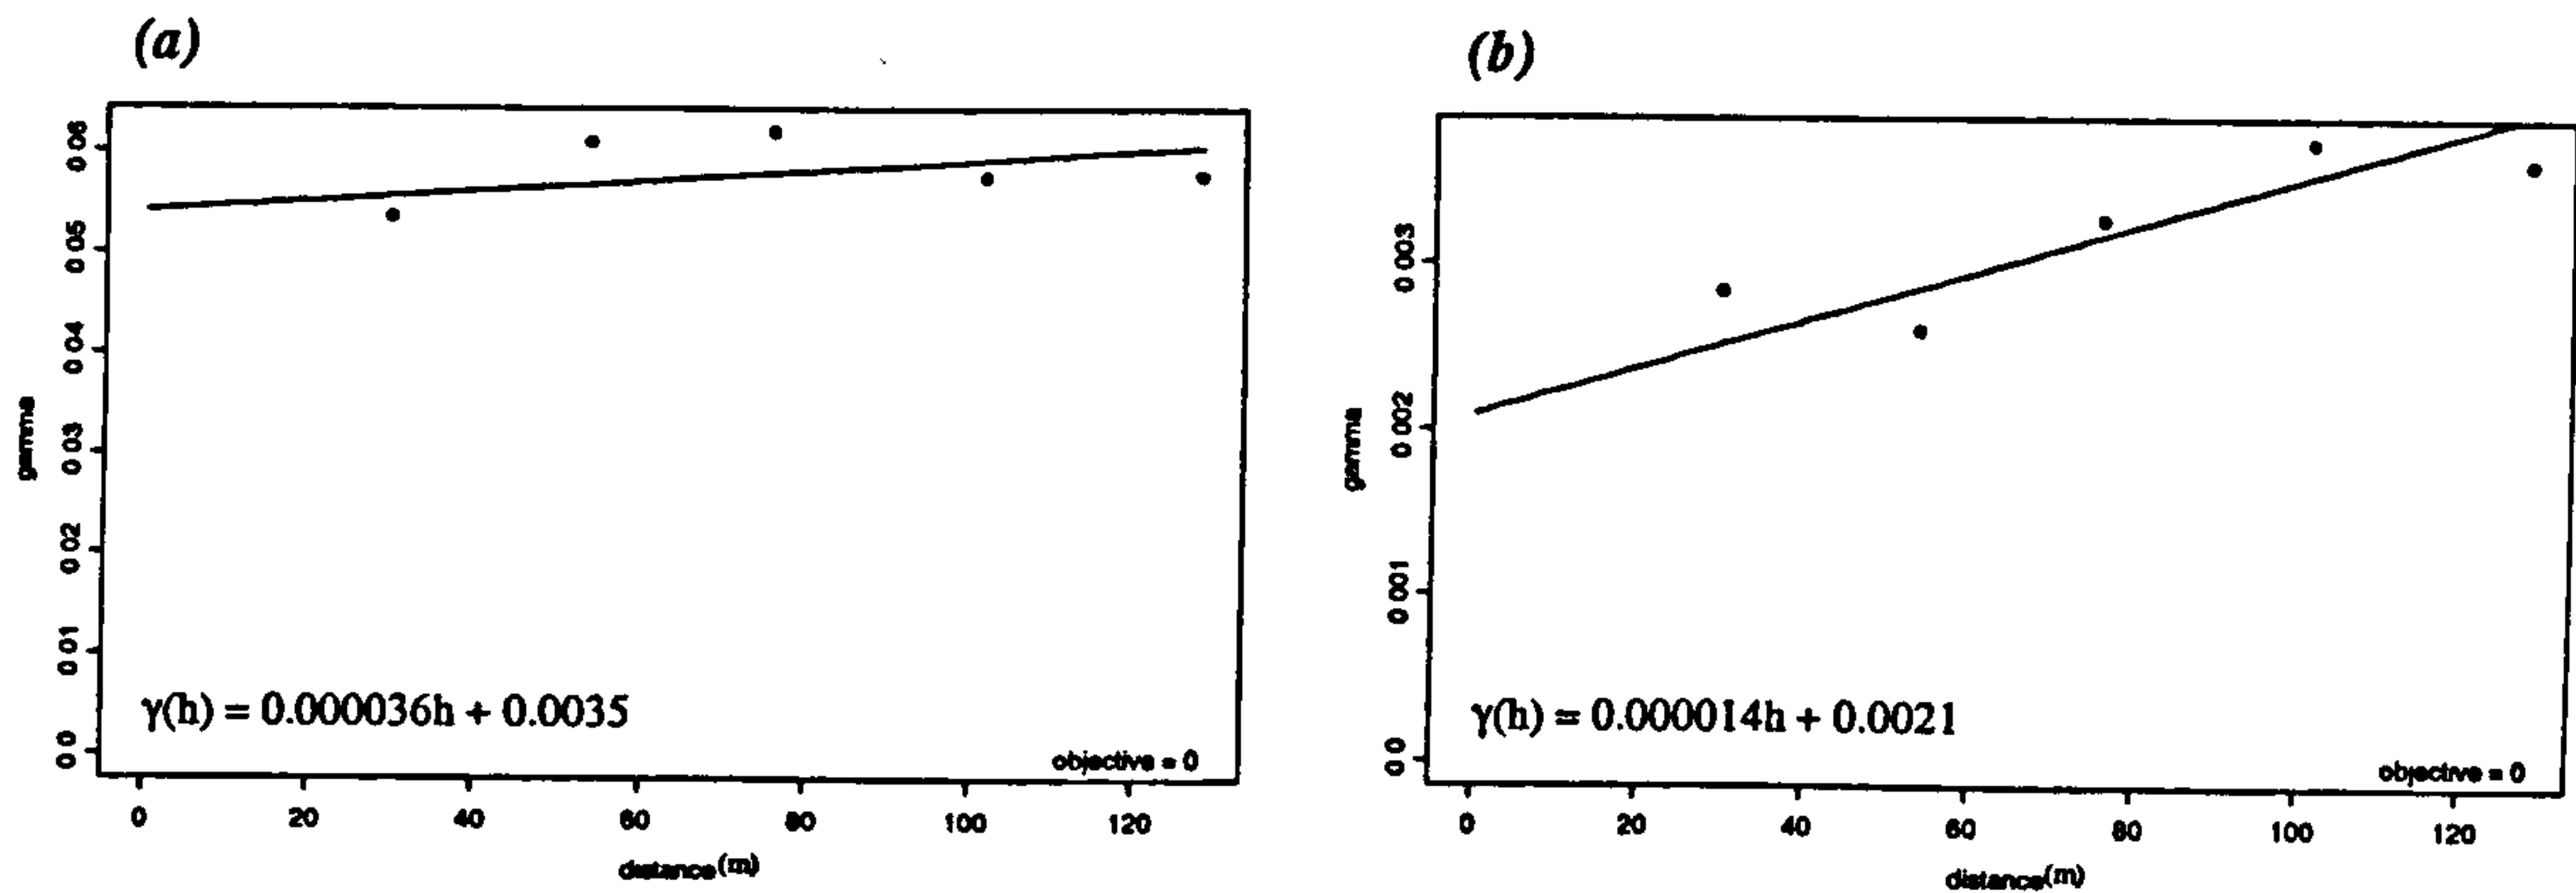 (a)
gamma
0 06
0 05
0 04
0 03
0 02
0 01
0 0
γ(h) = 0.000036h + 0.0035
objective = 0
0 20 40 60 80 100 120
distance(m)
(b)
gamma
0 003
0 002
0 001
0 0
γ(h) = 0.000014h + 0.0021
objective = 0
0 20 40 60 80 100 120
distance(m)